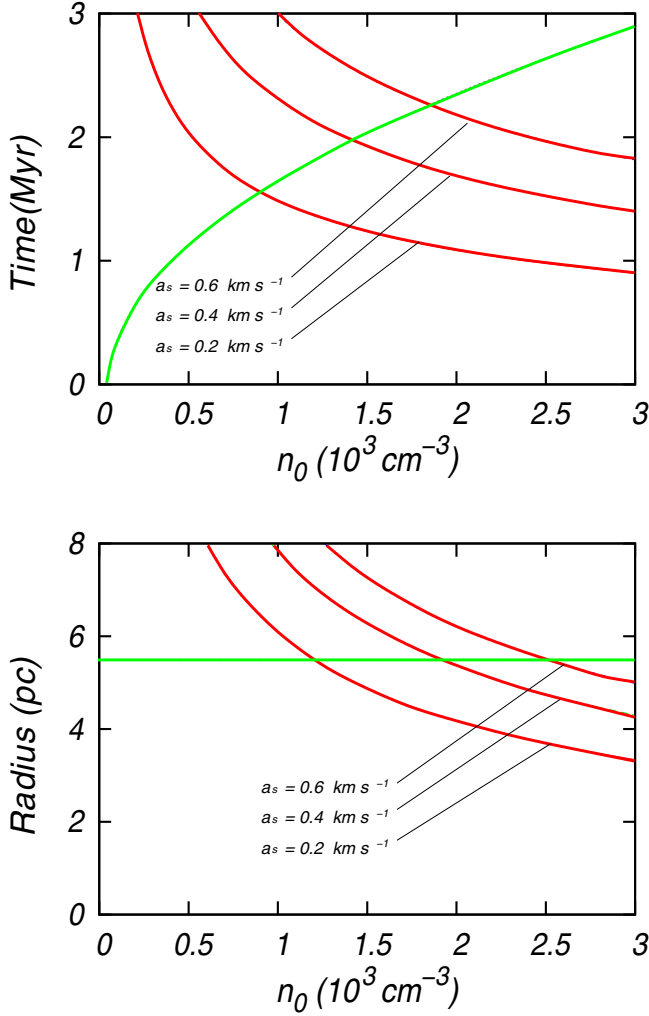 3
2
1
0
Time(Myr)
aₛ = 0.6 km s⁻¹
aₛ = 0.4 km s⁻¹
aₛ = 0.2 km s⁻¹
0 0.5 1 1.5 2 2.5 3
n₀ (10³ cm⁻³)
8
6
4
2
0
Radius (pc)
aₛ = 0.6 km s⁻¹
aₛ = 0.4 km s⁻¹
aₛ = 0.2 km s⁻¹
0 0.5 1 1.5 2 2.5 3
n₀ (10³ cm⁻³)